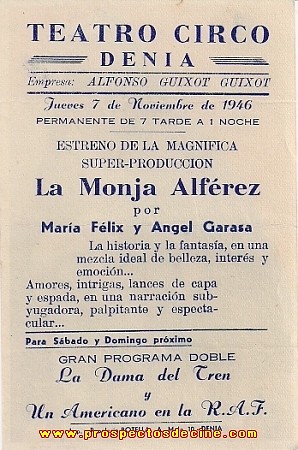 TEATRO CIRCO
DENIA
Empresa: ALFONSO GUIXOT GUIXOT
Jueves 7 de Noviembre de 1946
PERMANENTE DE 7 TARDE A 1 NOCHE
ESTRENO DE LA MAGNIFICA
SUPER-PRODUCCION
La Monja Alférez
por
María Félix y Angel Garasa
La historia y la fantasía, en una
mezcla ideal de belleza, interés y
emoción...
Amores, intrigas, lances de capa
y espada, en una narración sub-
yugadora, palpitante y especta-
cular...
Para Sábado y Domingo próximo
GRAN PROGRAMA DOBLE
La Dama del Tren
y
Un Americano en la R.A.F.
DENIA
www.prospectosdecine.com